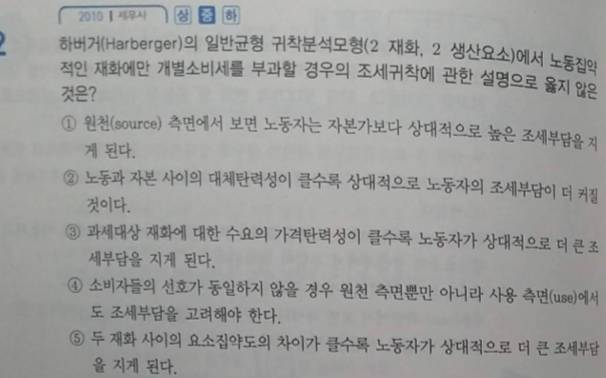 2010 | 세무사 상 중 하
2
하버거(Harberger)의 일반균형 귀착분석모형(2 재화, 2 생산요소)에서 노동집약
적인 재화에만 개별소비세를 부과할 경우의 조세귀착에 관한 설명으로 옳지 않은
것은?
① 원천(source) 측면에서 보면 노동자는 자본가보다 상대적으로 높은 조세부담을 지
게 된다.
② 노동과 자본 사이의 대체탄력성이 클수록 상대적으로 노동자의 조세부담이 더 커질
것이다.
③ 과세대상 재화에 대한 수요의 가격탄력성이 클수록 노동자가 상대적으로 더 큰 조
세부담을 지게 된다.
④ 소비자들의 선호가 동일하지 않을 경우 원천 측면뿐만 아니라 사용 측면(use)에서
도 조세부담을 고려해야 한다.
⑤ 두 재화 사이의 요소집약도의 차이가 클수록 노동자가 상대적으로 더 큰 조세부담
을 지게 된다.